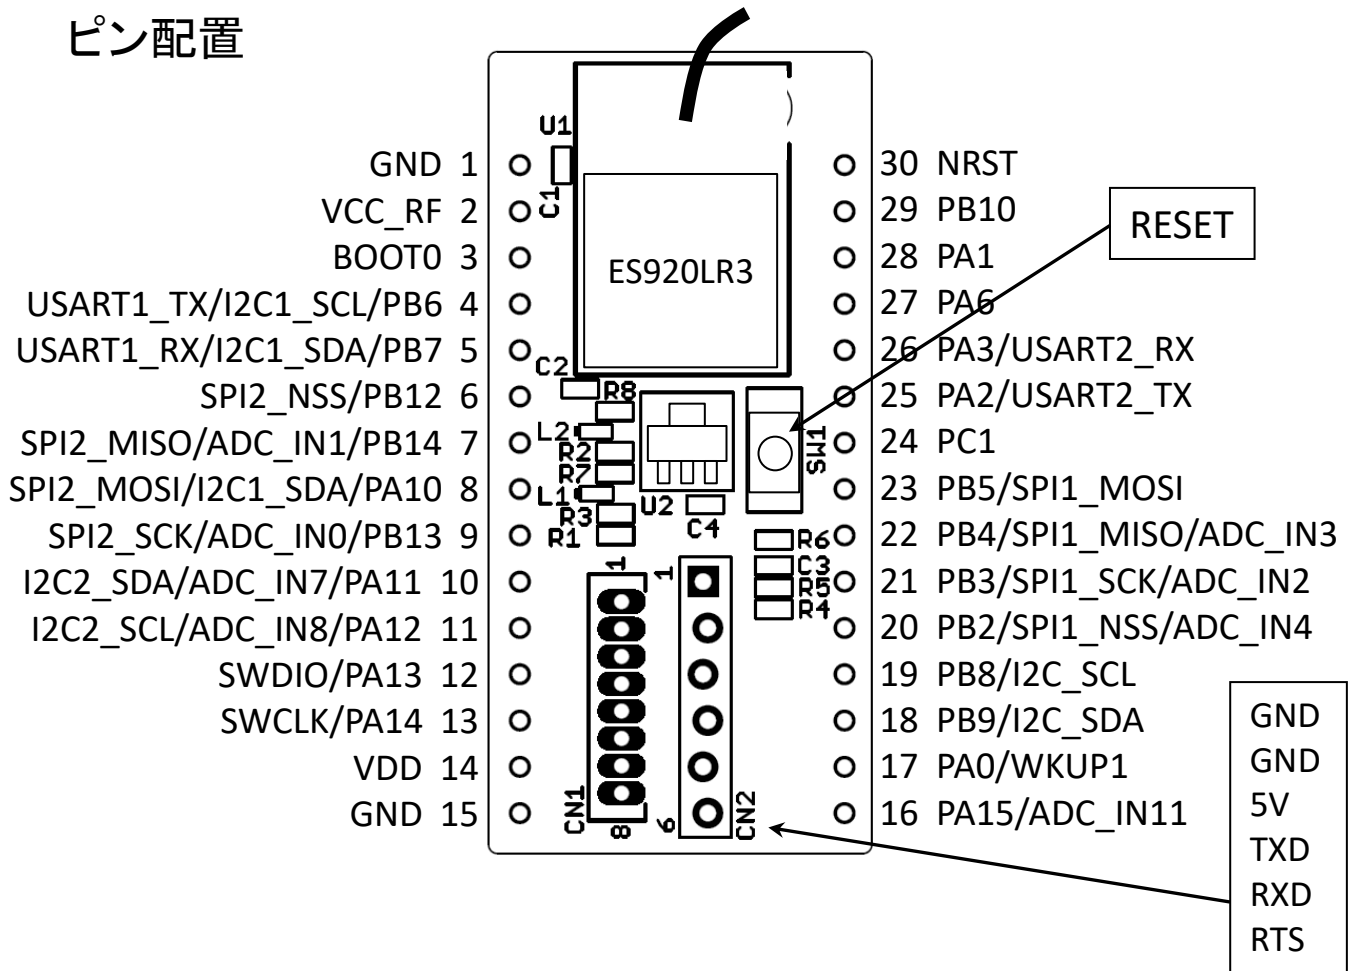 ピン配置
GND 1
VCC_RF 2
BOOT0 3
USART1_TX/I2C1_SCL/PB6 4
USART1_RX/I2C1_SDA/PB7 5
SPI2_NSS/PB12 6
SPI2_MISO/ADC_IN1/PB14 7
SPI2_MOSI/I2C1_SDA/PA10 8
SPI2_SCK/ADC_IN0/PB13 9
I2C2_SDA/ADC_IN7/PA11 10
I2C2_SCL/ADC_IN8/PA12 11
SWDIO/PA13 12
SWCLK/PA14 13
VDD 14
GND 15
U1
C1
ES920LR3
C2
R8
L2
R2
R7
L1
R3
R1
U2
C4
SW1
R6
C3
R5
R4
1
1
CN1
8
6
CN2
30 NRST
29 PB10
28 PA1
27 PA6
26 PA3/USART2_RX
25 PA2/USART2_TX
24 PC1
23 PB5/SPI1_MOSI
22 PB4/SPI1_MISO/ADC_IN3
21 PB3/SPI1_SCK/ADC_IN2
20 PB2/SPI1_NSS/ADC_IN4
19 PB8/I2C_SCL
18 PB9/I2C_SDA
17 PA0/WKUP1
16 PA15/ADC_IN11
RESET
GND
GND
5V
TXD
RXD
RTS